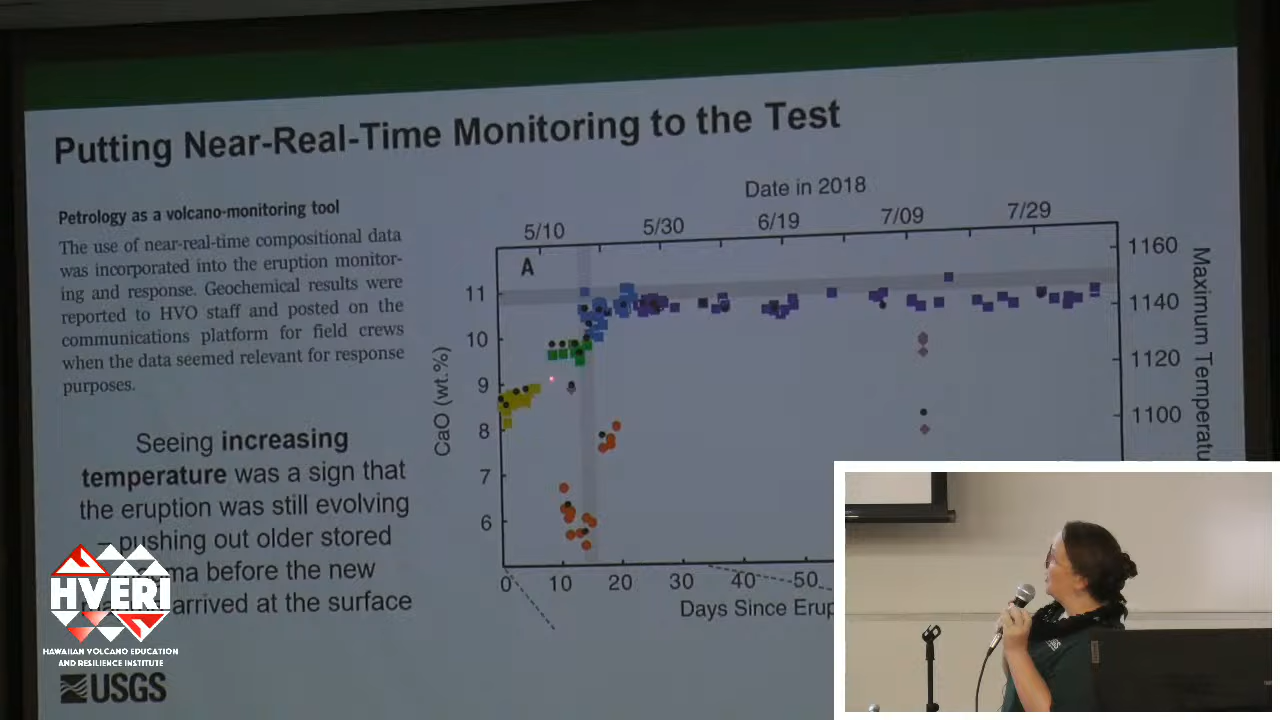 Putting Near-Real-Time Monitoring to the Test
Petrology as a volcano-monitoring tool
The use of near-real-time compositional data
was incorporated into the eruption monitor-
ing and response. Geochemical results were
reported to HVO staff and posted on the
communications platform for field crews
when the data seemed relevant for response
purposes.
Seeing increasing
temperature was a sign that
the eruption was still evolving
– pushing out older stored
before the new
arrived at the surface
HVERI
HAWAIIAN VOLCANO EDUCATION
AND RESILIENCE INSTITUTE
USGS
Date in 2018
5/10 5/30 6/19 7/09 7/29
A
CaO (wt.%)
11
10
9
8
7
6
0 10 20 30 40 50
Days Since Erup
1160
1140
1120
1100
Maximum Temperatu